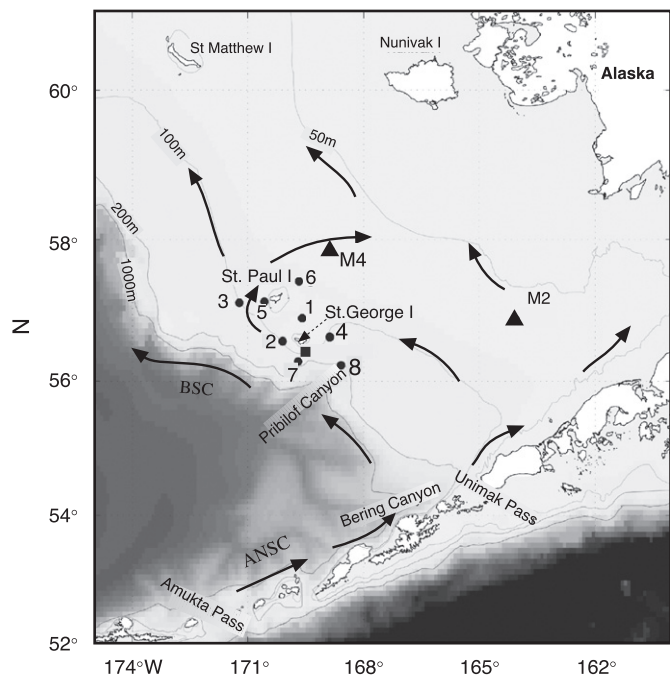 St Matthew I
Nunivak I
Alaska
60°
100m
50m
200m
58°
1000m
M4
St. Paul I
6
M2
3
5
1
St.George I
N
2
4
7
8
56°
BSC
Pribilof Canyon
Unimak Pass
Bering Canyon
54°
ANSC
Amukta Pass
52°
174°W
171°
168°
165°
162°